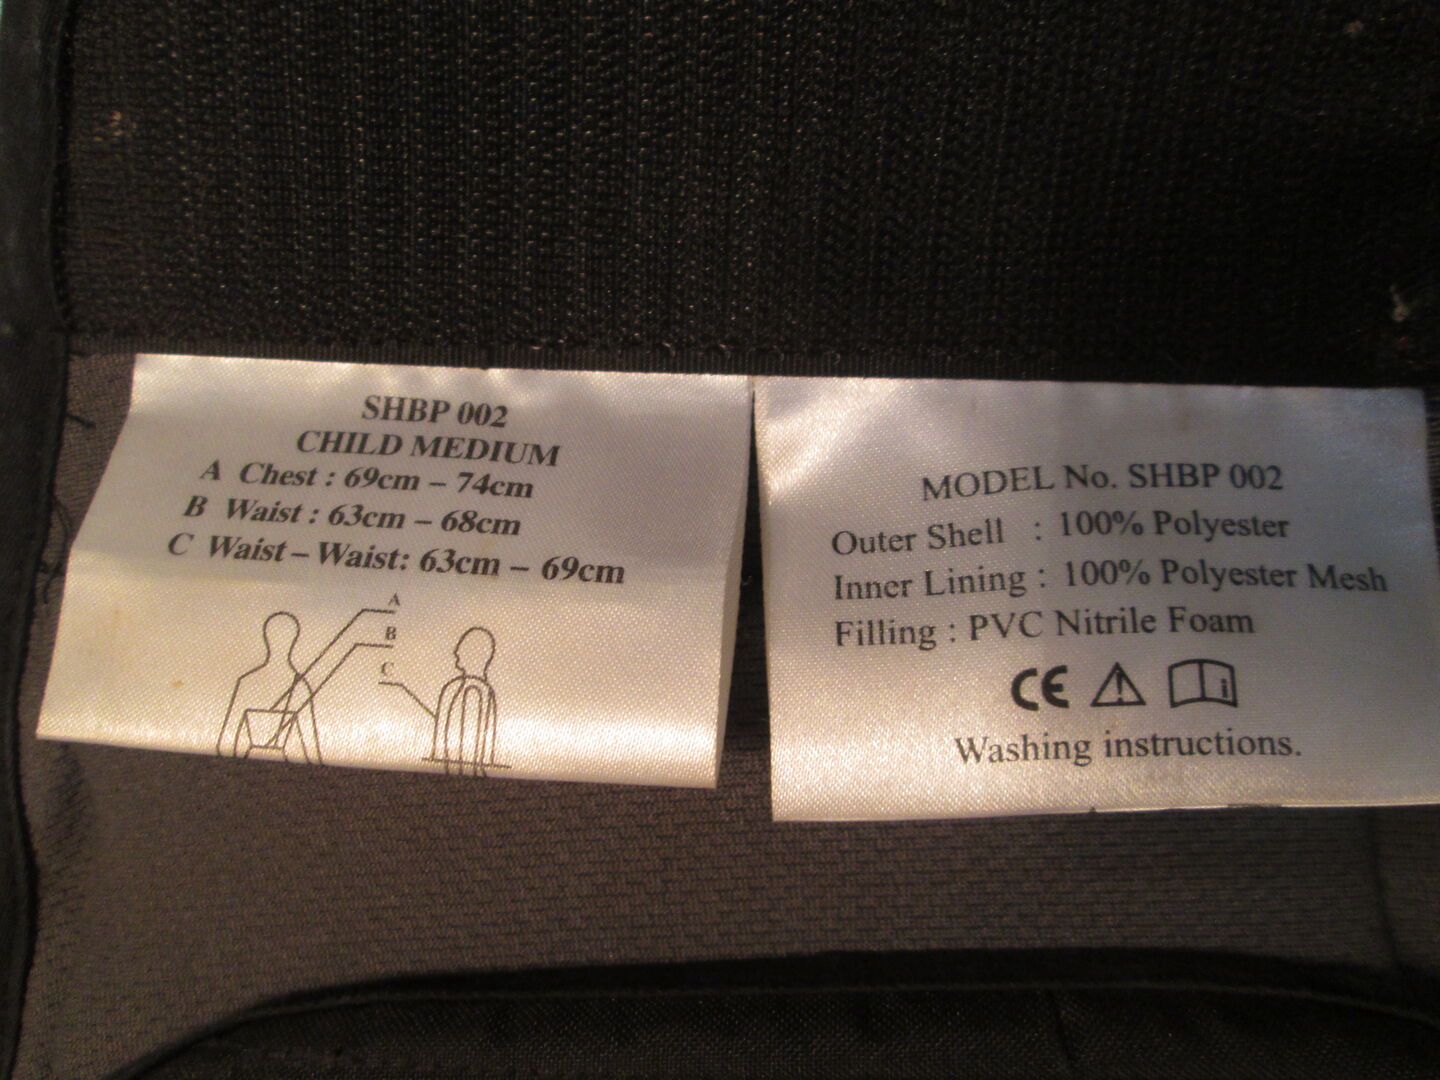 SHBP 002
CHILD MEDIUM
A Chest : 69cm – 74cm
B Waist : 63cm – 68cm
C Waist – Waist: 63cm – 69cm
A
B
C
MODEL No. SHBP 002
Outer Shell : 100% Polyester
Inner Lining : 100% Polyester Mesh
Filling : PVC Nitrile Foam
CE
Washing instructions.